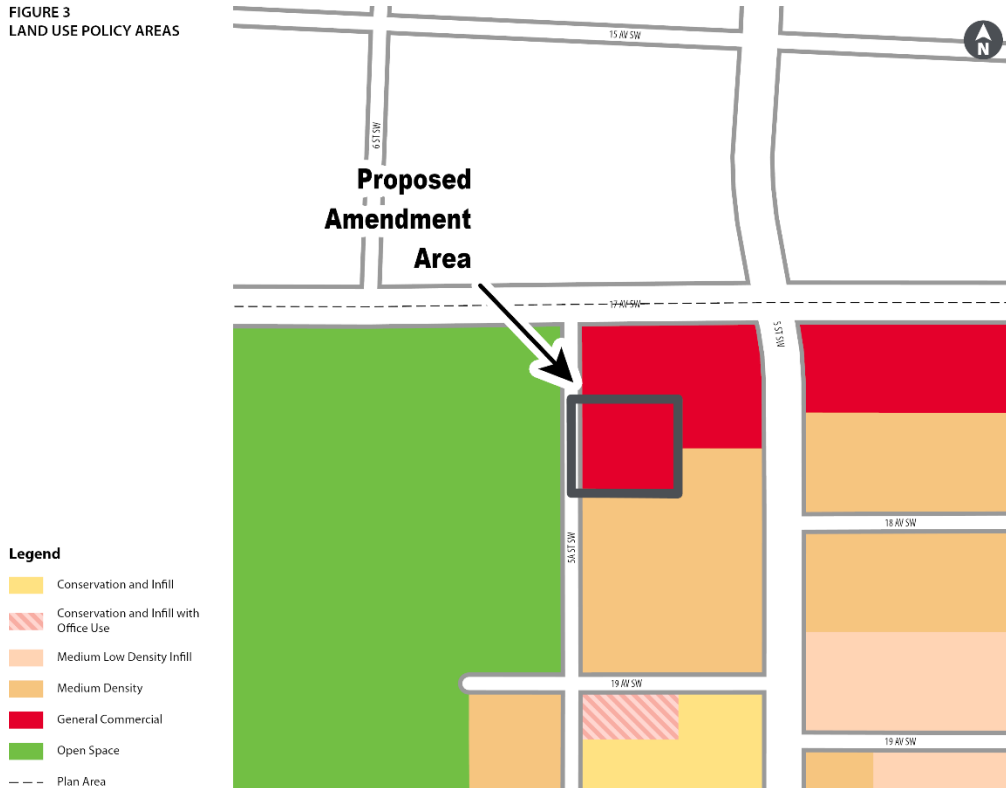 FIGURE 3
LAND USE POLICY AREAS
N
15 AV SW
6 ST SW
Proposed
Amendment
Area
17 AV SW
5 ST SW
18 AV SW
5A ST SW
19 AV SW
19 AV SW
Legend
Conservation and Infill
Conservation and Infill with
Office Use
Medium Low Density Infill
Medium Density
General Commercial
Open Space
Plan Area